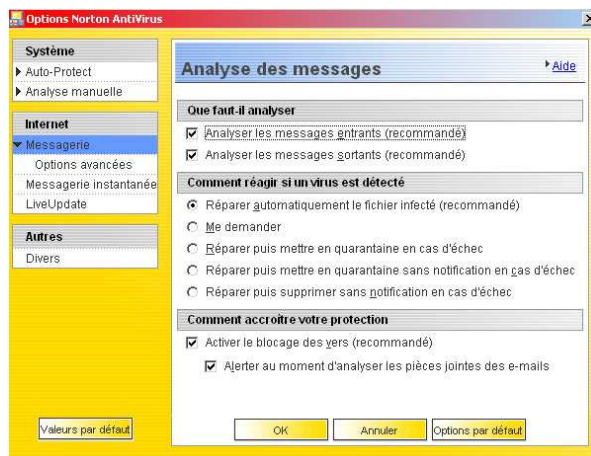 Options Norton AntiVirus
Système
Auto-Protect
Analyse manuelle
Internet
Messagerie
Options avancées
Messagerie instantanée
LiveUpdate
Autres
Divers
Valeurs par défaut
Analyse des messages
Aide
Que faut-il analyser
Analyser les messages entrants (recommandé)
Analyser les messages sortants (recommandé)
Comment réagir si un virus est détecté
Réparer automatiquement le fichier infecté (recommandé)
Me demander
Réparer puis mettre en quarantaine en cas d'échec
Réparer puis mettre en quarantaine sans notification en cas d'échec
Réparer puis supprimer sans notification en cas d'échec
Comment accroître votre protection
Activer le blocage des vers (recommandé)
Alerter au moment d'analyser les pièces jointes des e-mails
OK
Annuler
Options par défaut